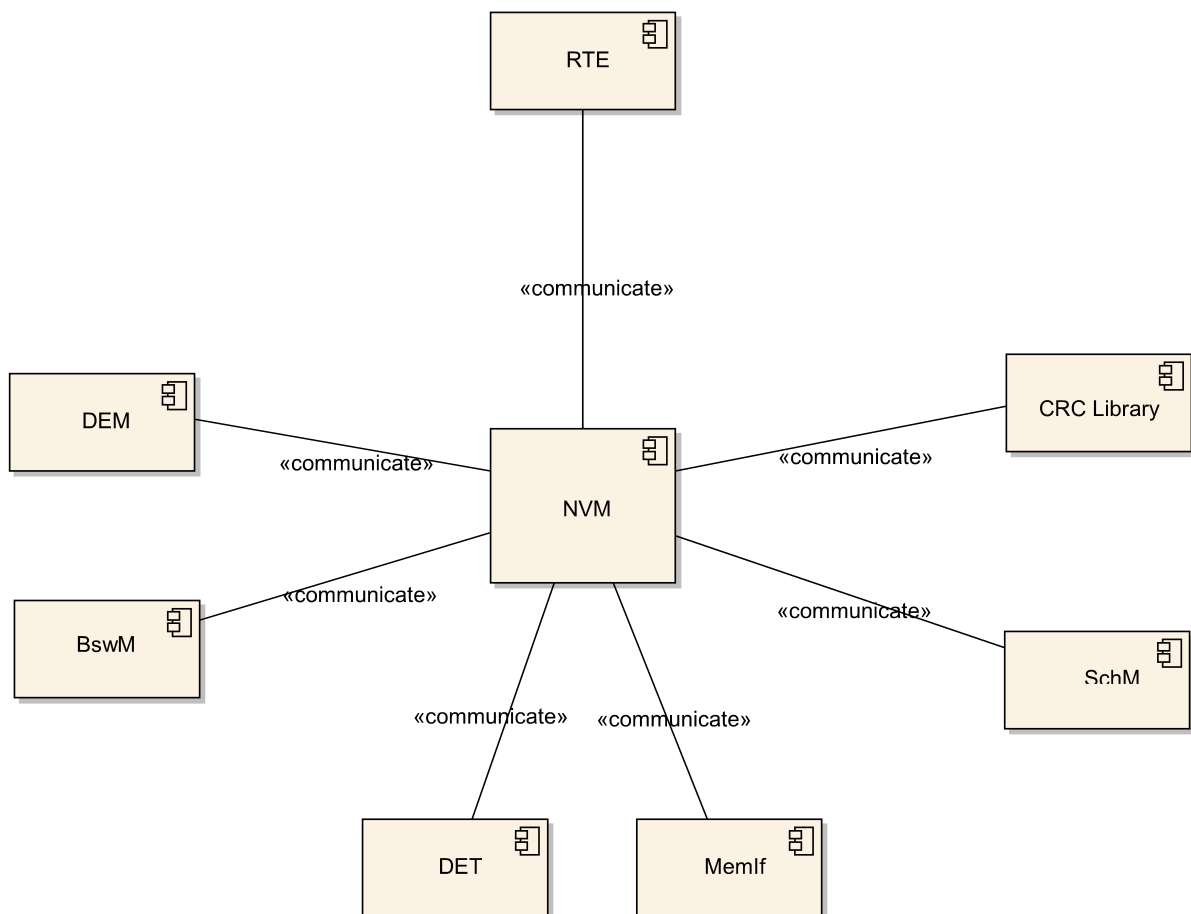 RTE
«communicate»
DEM
CRC Library
«communicate»
«communicate»
NVM
BswM
«communicate»
«communicate»
SchM
«communicate»
«communicate»
DET
MemIf